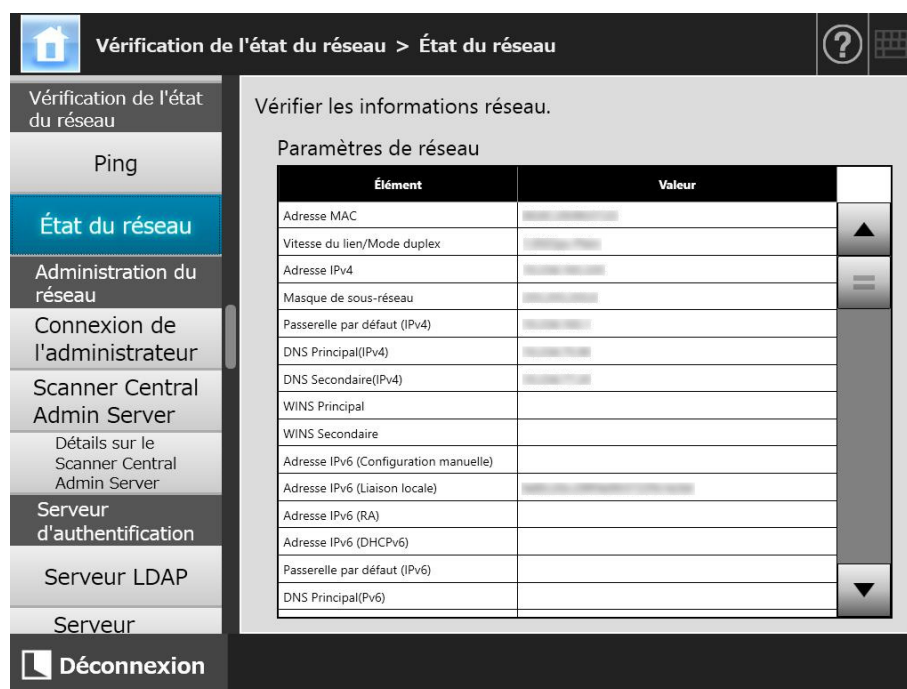 Vérification de l'état du réseau > État du réseau
?
Vérification de l'état
du réseau
Ping
État du réseau
Administration du
réseau
Connexion de
l'administrateur
Scanner Central
Admin Server
Détails sur le
Scanner Central
Admin Server
Serveur
d'authentification
Serveur LDAP
Serveur
Déconnexion
Vérifier les informations réseau.
Paramètres de réseau
Élément Valeur
Adresse MAC
Vitesse du lien/Mode duplex
Adresse IPv4
Masque de sous-réseau
Passerelle par défaut (IPv4)
DNS Principal(IPv4)
DNS Secondaire(IPv4)
WINS Principal
WINS Secondaire
Adresse IPv6 (Configuration manuelle)
Adresse IPv6 (Liaison locale)
Adresse IPv6 (RA)
Adresse IPv6 (DHCPv6)
Passerelle par défaut (IPv6)
DNS Principal(Pv6)